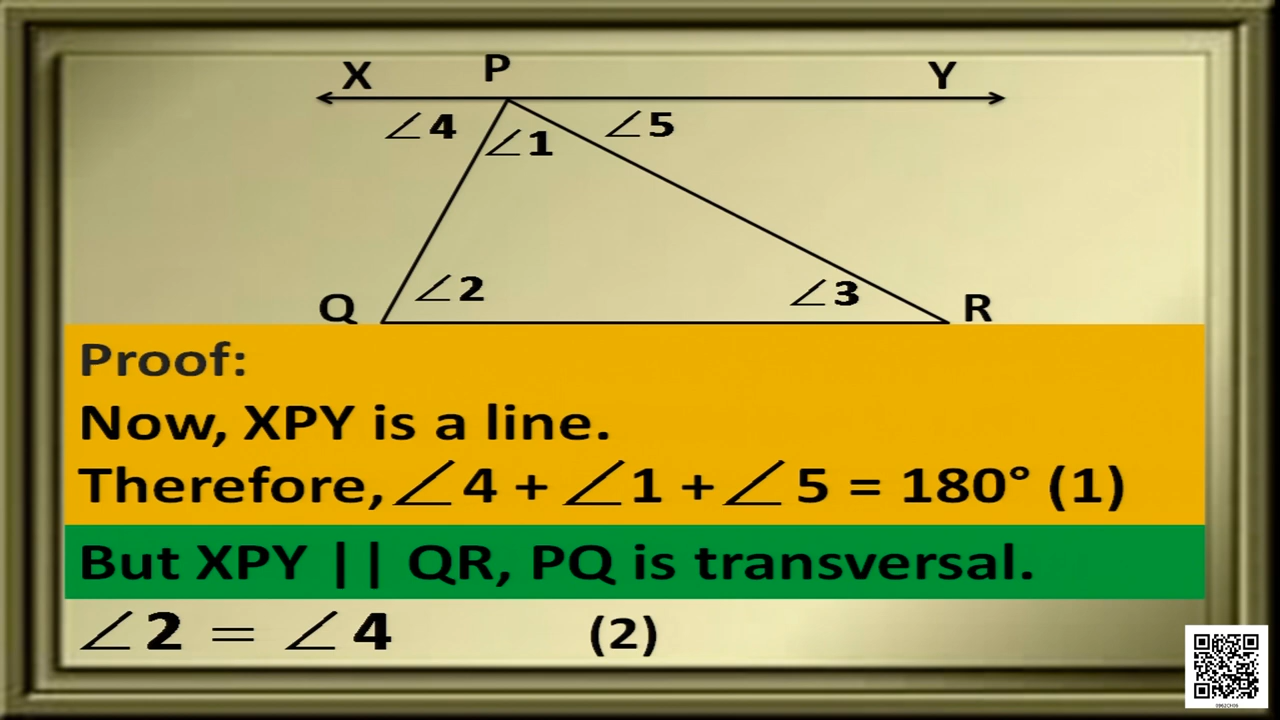 X P Y
∠4 ∠1 ∠5
Q ∠2 ∠3 R
Proof:
Now, XPY is a line.
Therefore,∠4 + ∠1 + ∠5 = 180° (1)
But XPY || QR, PQ is transversal.
∠2 = ∠4 (2)